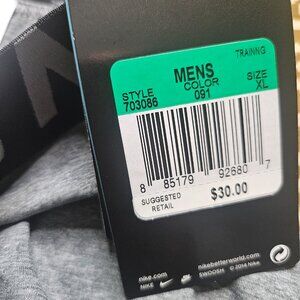 TRAINNG
MENS
STYLE COLOR SIZE
703086 091 XL
8 85179 92680 7
SUGGESTED
RETAIL
$30.00
nikebetterworld.com
nike.com
NIKE SWOOSH © 2014 Nike